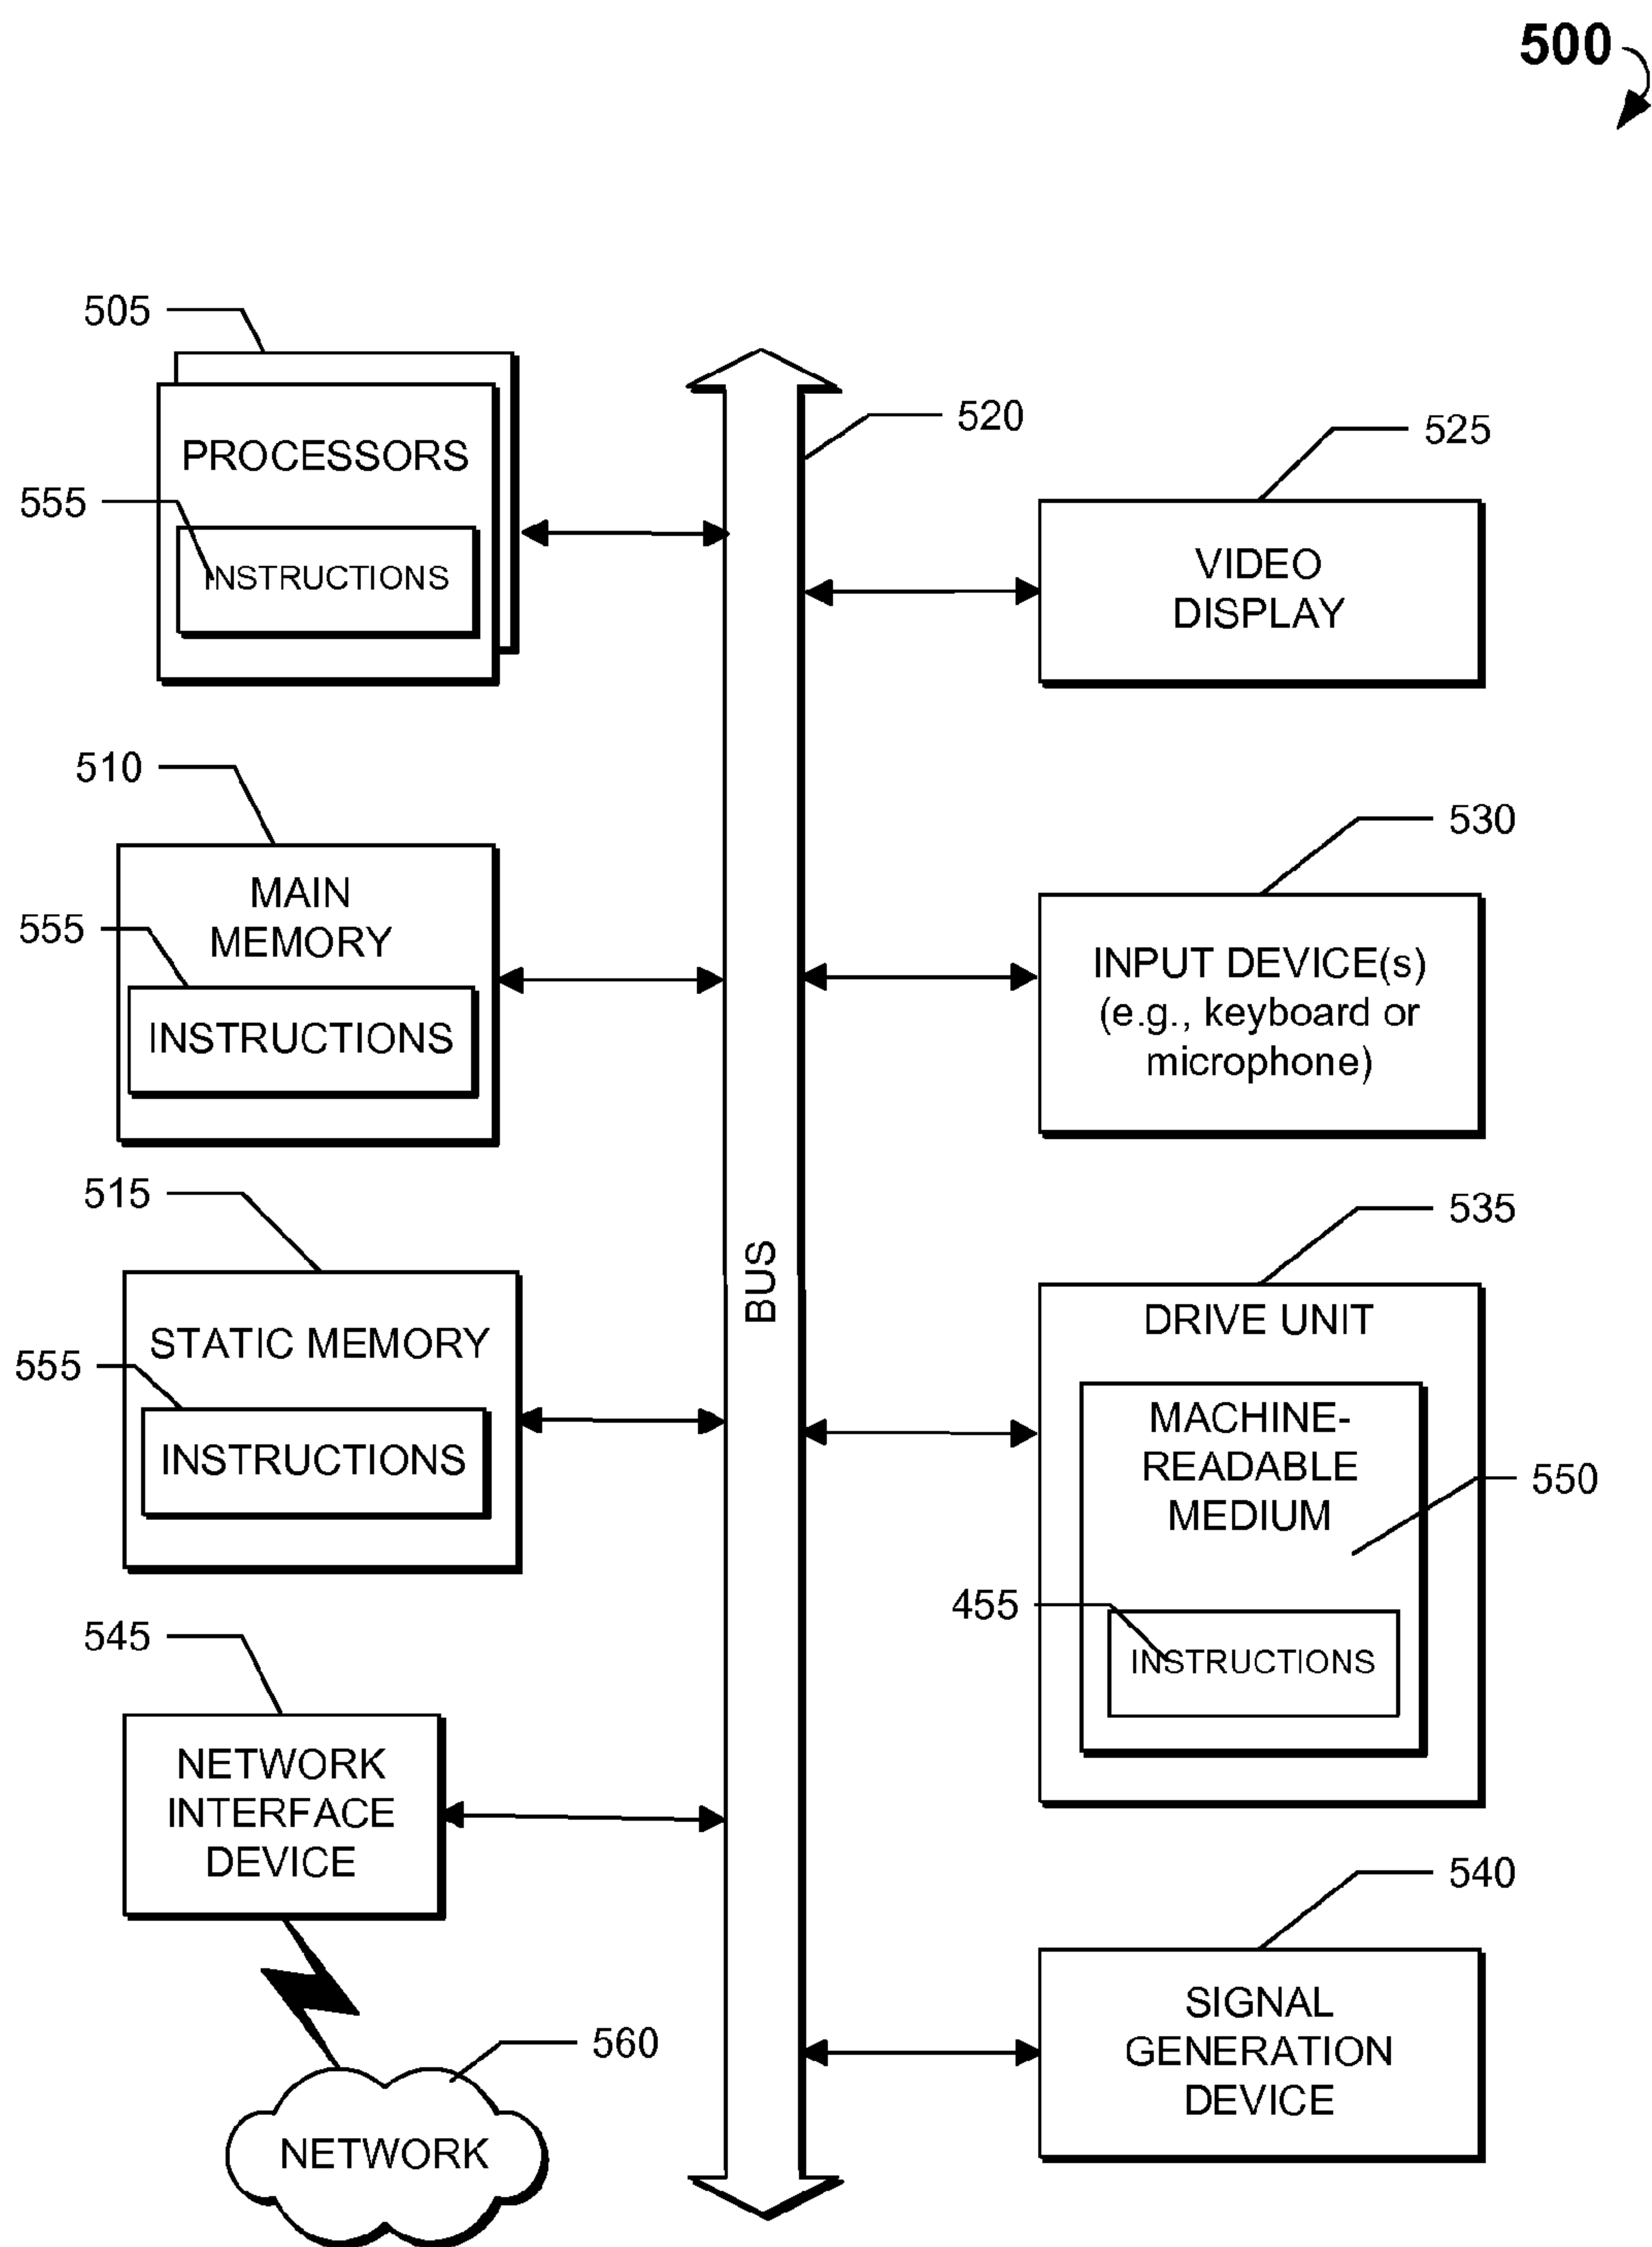 500
505
PROCESSORS
555
INSTRUCTIONS
510
MAIN
MEMORY
555
INSTRUCTIONS
515
STATIC MEMORY
555
INSTRUCTIONS
545
NETWORK
INTERFACE
DEVICE
560
NETWORK
BUS
520
525
VIDEO
DISPLAY
530
INPUT DEVICE(s)
(e.g., keyboard or
microphone)
535
DRIVE UNIT
MACHINE-
READABLE
MEDIUM
550
455
INSTRUCTIONS
540
SIGNAL
GENERATION
DEVICE